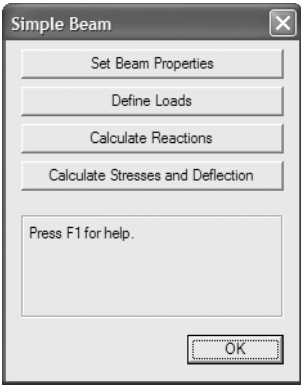 Simple Beam
Set Beam Properties
Define Loads
Calculate Reactions
Calculate Stresses and Deflection
Press F1 for help.
OK